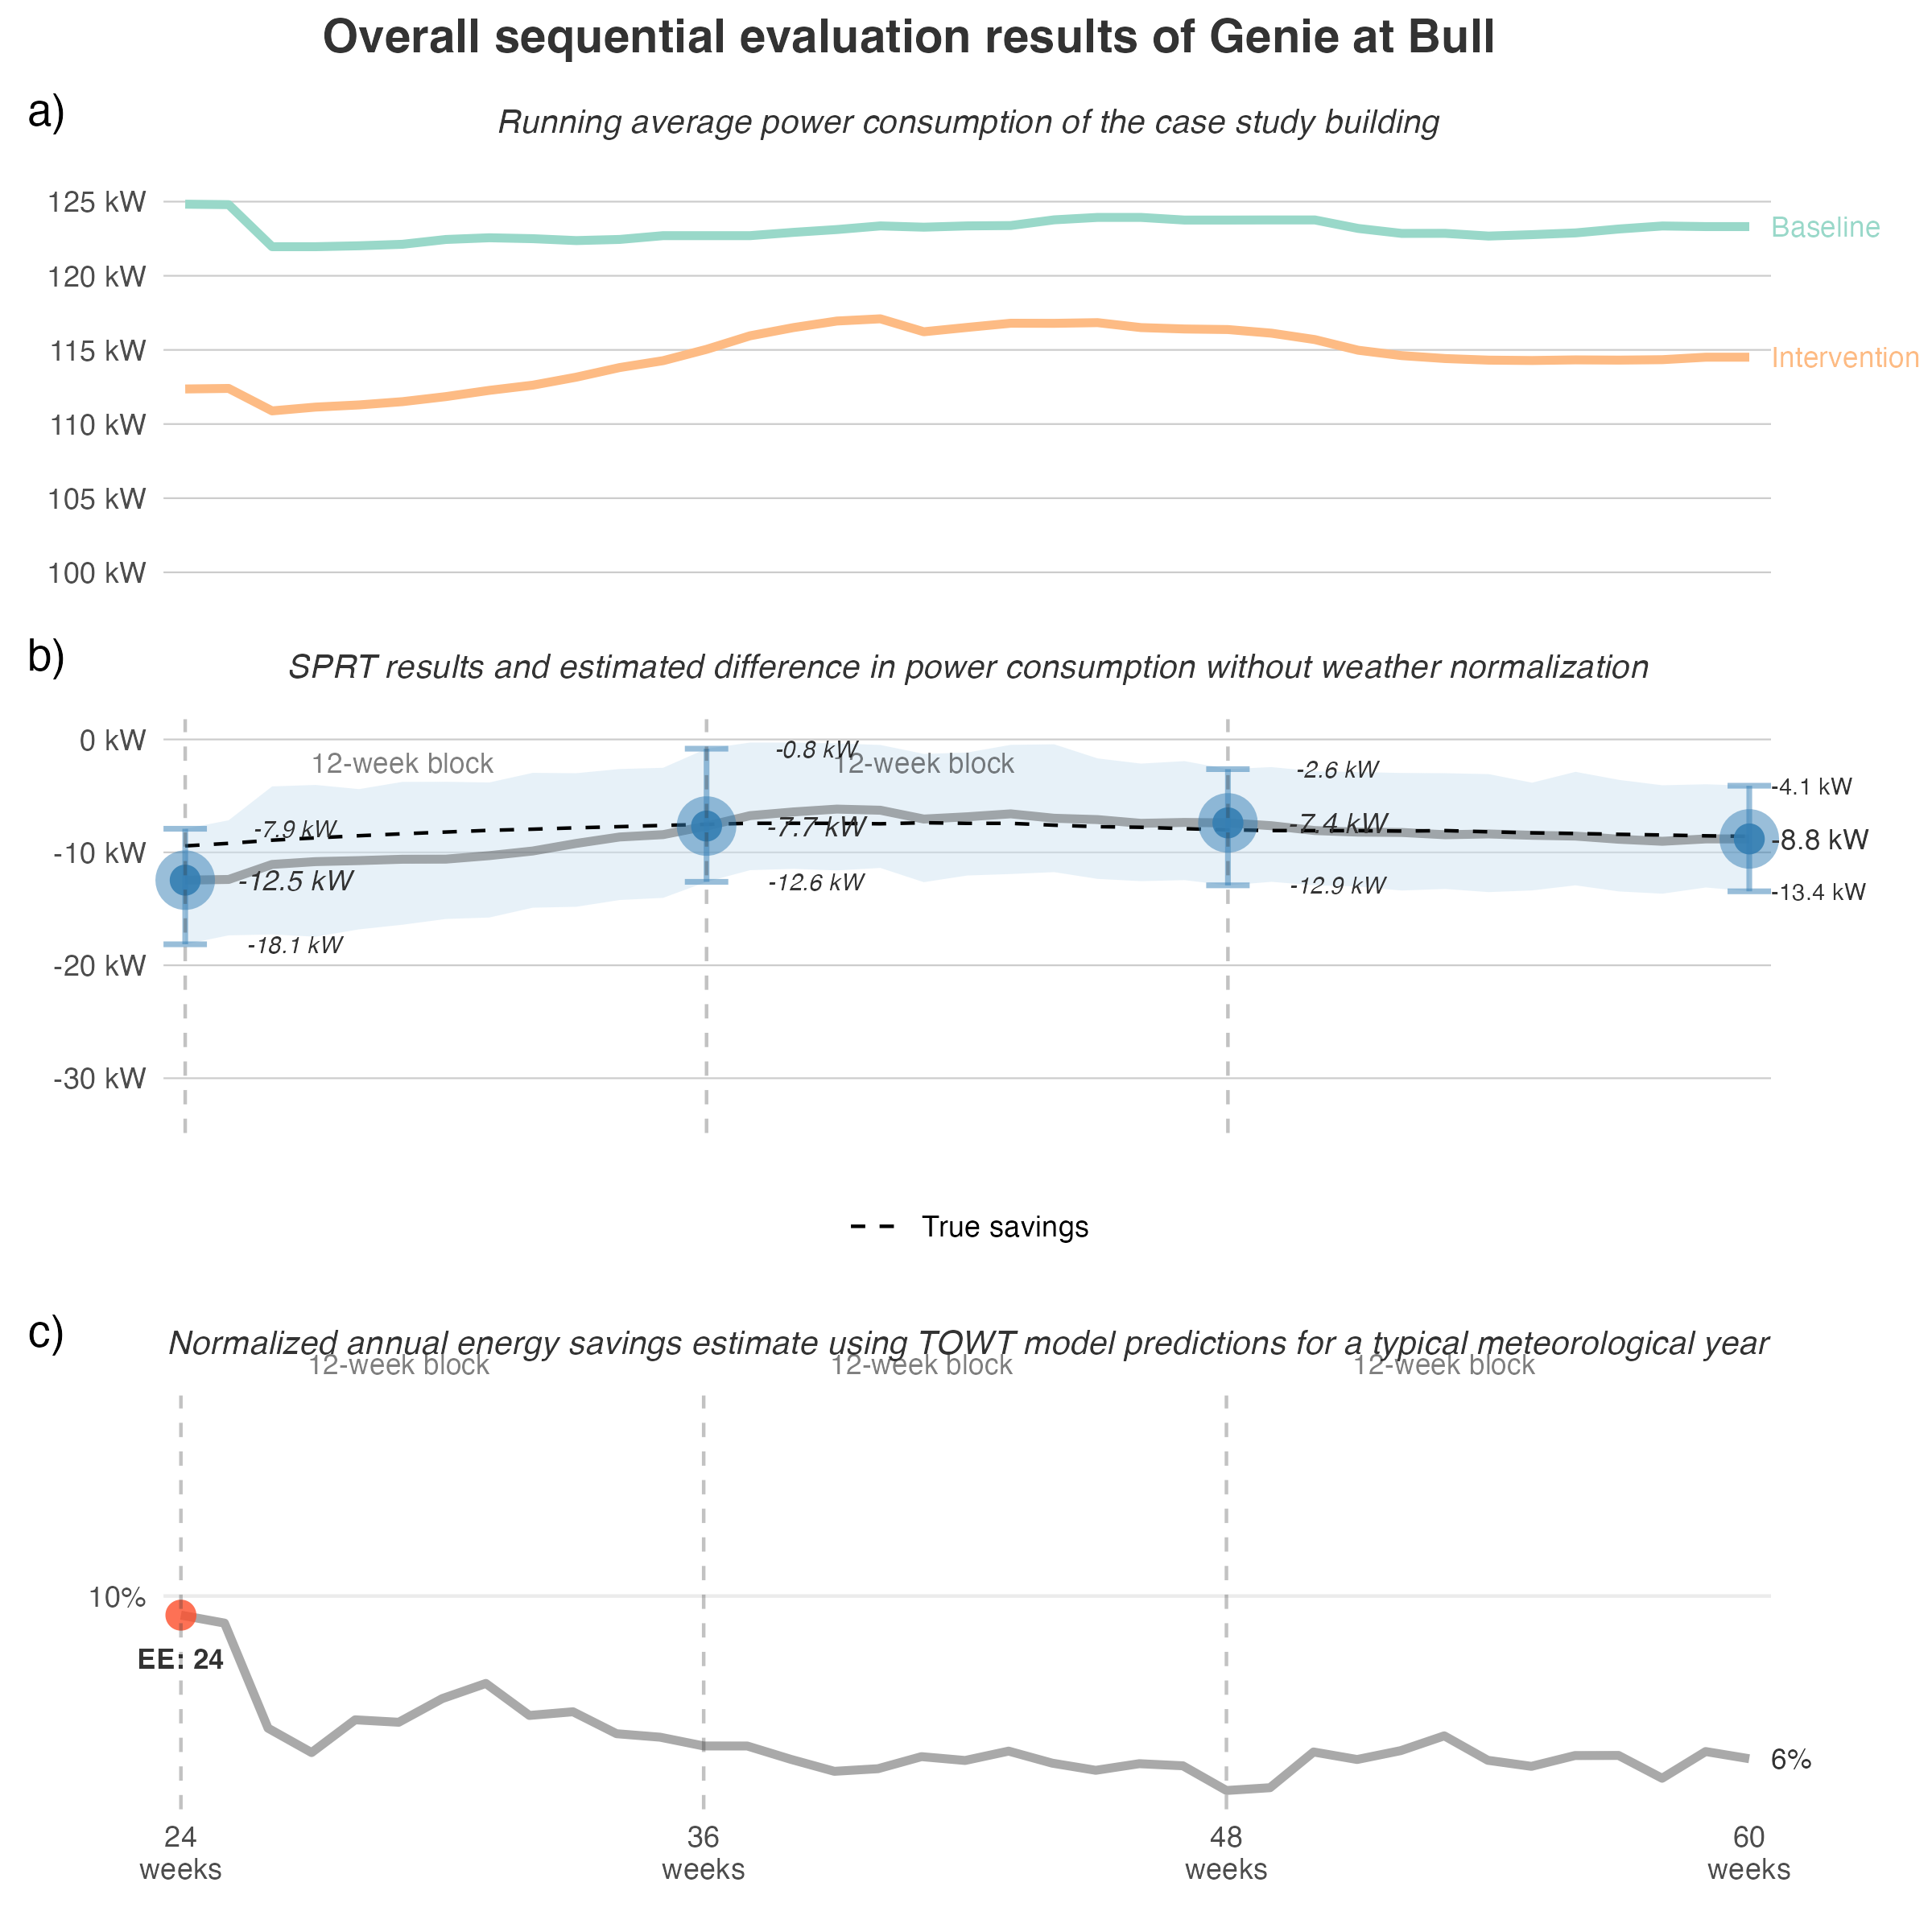 Overall sequential evaluation results of Genie at Bull
a)
Running average power consumption of the case study building
125 kW
Baseline
120 kW
115 kW
Intervention
110 kW
105 kW
100 kW
b)
SPRT results and estimated difference in power consumption without weather normalization
0 kW
12-week block
-0.8 kW
12-week block
-2.6 kW
-4.1 kW
-7.9 kW
-7.7 kW
-7.4 kW
-8.8 kW
-10 kW
-12.5 kW
-12.6 kW
-12.9 kW
-13.4 kW
-18.1 kW
-20 kW
-30 kW
True savings
c)
Normalized annual energy savings estimate using TOWT model predictions for a typical meteorological year
12-week block
12-week block
12-week block
10%
EE: 24
6%
24
weeks
36
weeks
48
weeks
60
weeks